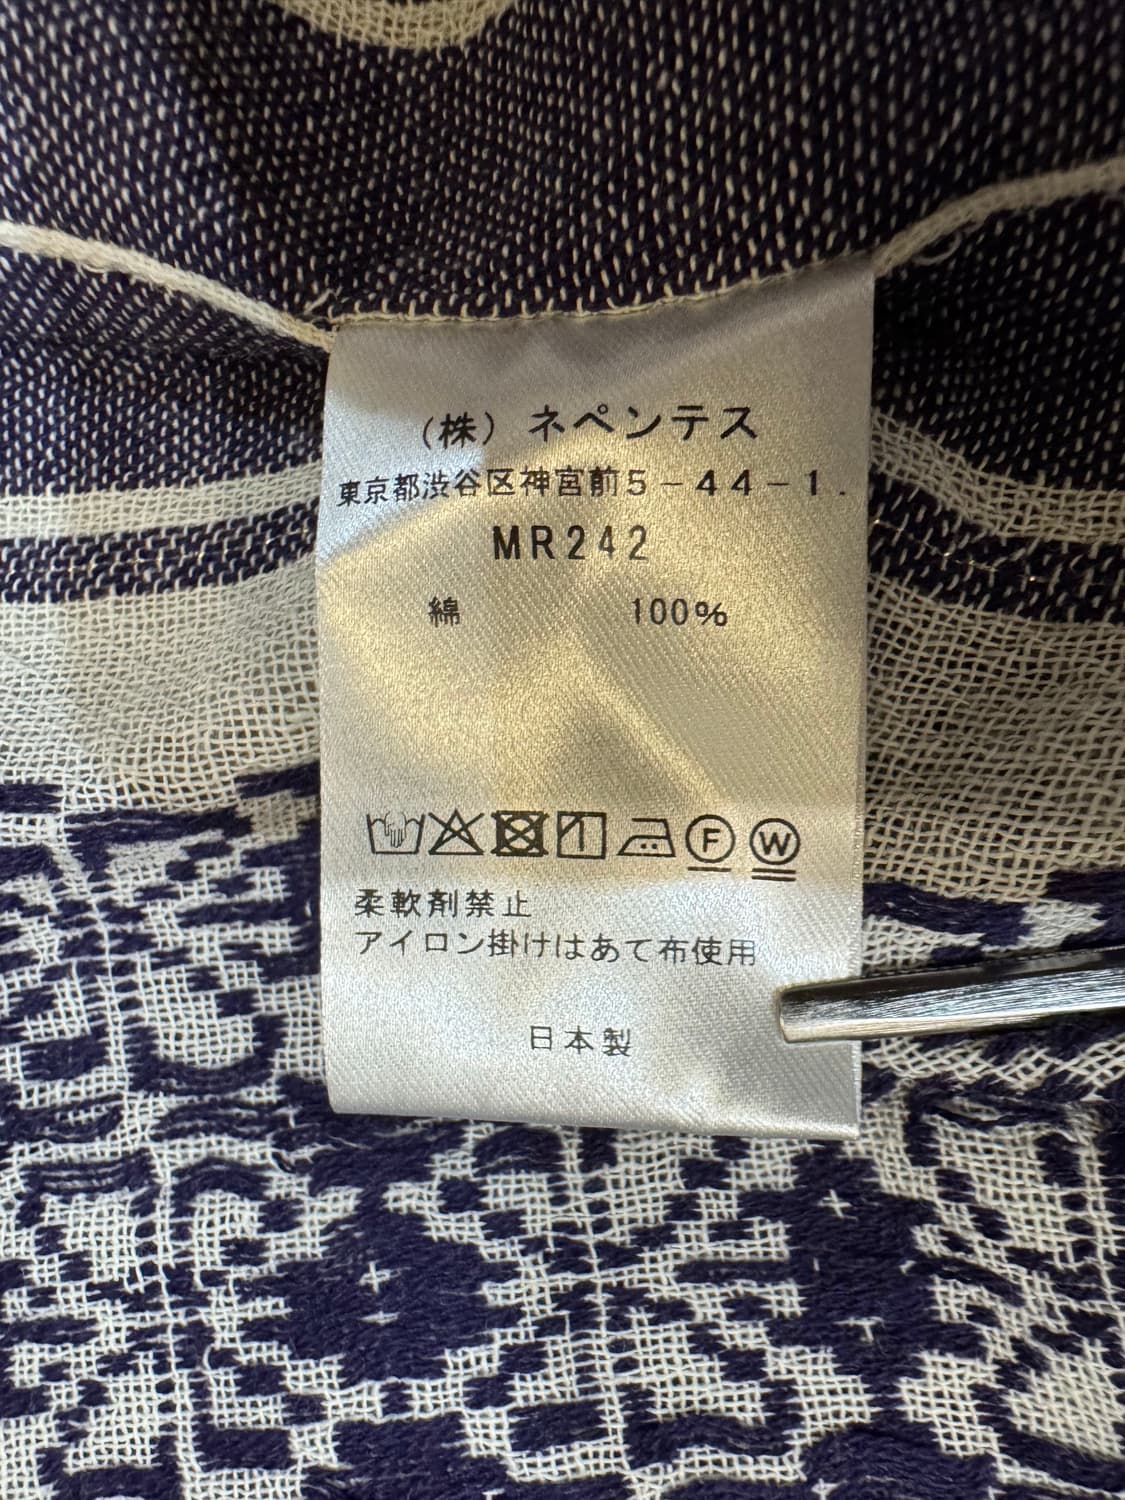 (株) ネペンテス
東京都渋谷区神宮前5-44-1.
MR242
綿 100%
F W
柔軟剤禁止
アイロン掛けはあて布使用
日本製